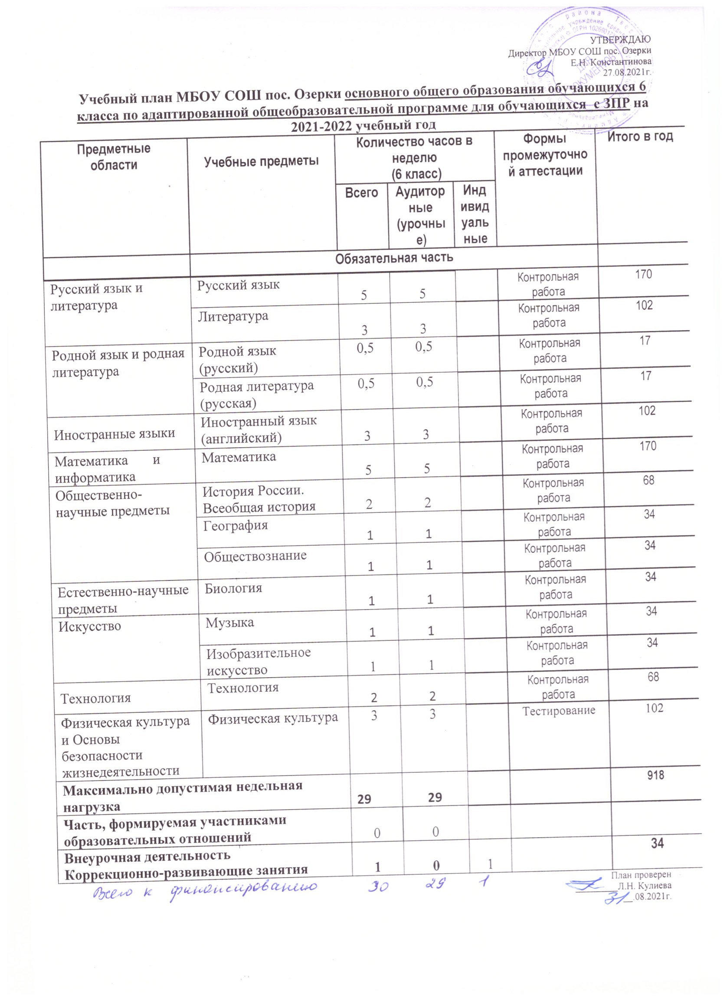 УТВЕРЖДАЮ
Директор МБОУ СОШ пос. Озерки
Е.Н. Константинова
27.08.2021г.
района Твер
учреждение средн
ОГРН 10269017
ДЛЯ
ДОКУМЕНТОВ
Учебный план МБОУ СОШ пос. Озерки основного общего образования обучающихся 6
класса по адаптированной общеобразовательной программе для обучающихся с ЗПР на
2021-2022 учебный год
Предметные
области
Учебные предметы
Количество часов в
неделю
(6 класс)
Формы
промежуточно
й аттестации
Итого в год
Всего
Аудитор
ные
(урочны
е)
Инд
ивид
уаль
ные
Обязательная часть
Русский язык и
литература
Русский язык
5 5
Контрольная
работа
170
Литература
3 3
Контрольная
работа
102
Родной язык и родная
литература
Родной язык
(русский)
0,5 0,5
Контрольная
работа
17
Родная литература
(русская)
0,5 0,5
Контрольная
работа
17
Иностранные языки
Иностранный язык
(английский)
3 3
Контрольная
работа
102
Математика и
информатика
Математика
5 5
Контрольная
работа
170
Общественно-
научные предметы
История России.
Всеобщая история
2 2
Контрольная
работа
68
География
1 1
Контрольная
работа
34
Обществознание
1 1
Контрольная
работа
34
Естественно-научные
предметы
Биология
1 1
Контрольная
работа
34
Искусство
Музыка
1 1
Контрольная
работа
34
Изобразительное
искусство
1 1
Контрольная
работа
34
Технология
Технология
2 2
Контрольная
работа
68
Физическая культура
и Основы
безопасности
жизнедеятельности
Физическая культура
3 3
Тестирование
102
Максимально допустимая недельная
нагрузка
29 29
918
Часть, формируемая участниками
образовательных отношений
0 0
Внеурочная деятельность
Коррекционно-развивающие занятия
1 0 1
34
Всего к финансированию 30 29 1
План проверен
Л.Н. Кулиева
31.08.2021г.